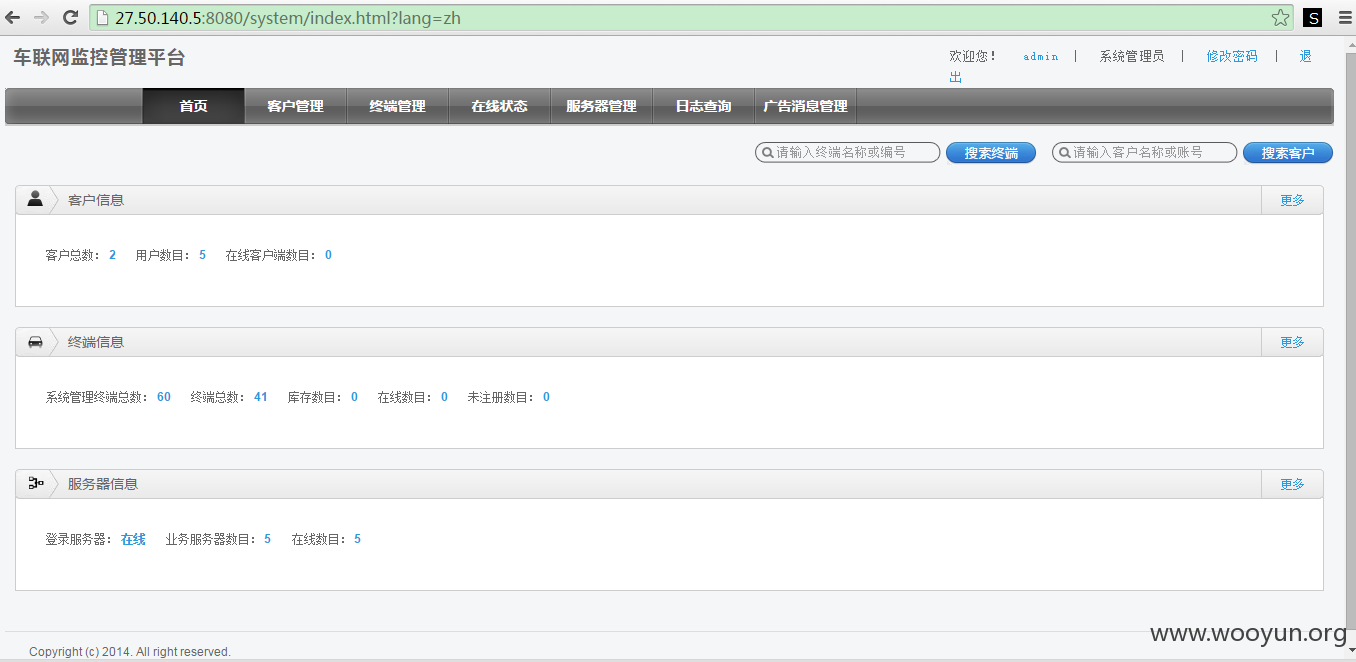 27.50.140.5:8080/system/index.html?lang=zh
S
车联网监控管理平台
欢迎您! admin | 系统管理员 | 修改密码 | 退
出
首页 客户管理 终端管理 在线状态 服务器管理 日志查询 广告消息管理
请输入终端名称或编号 搜索终端 请输入客户名称或账号 搜索客户
客户信息 更多
客户总数: 2 用户数目: 5 在线客户端数目: 0
终端信息 更多
系统管理终端总数: 60 终端总数: 41 库存数目: 0 在线数目: 0 未注册数目: 0
服务器信息 更多
登录服务器: 在线 业务服务器数目: 5 在线数目: 5
www.wooyun.org
Copyright (c) 2014. All right reserved.